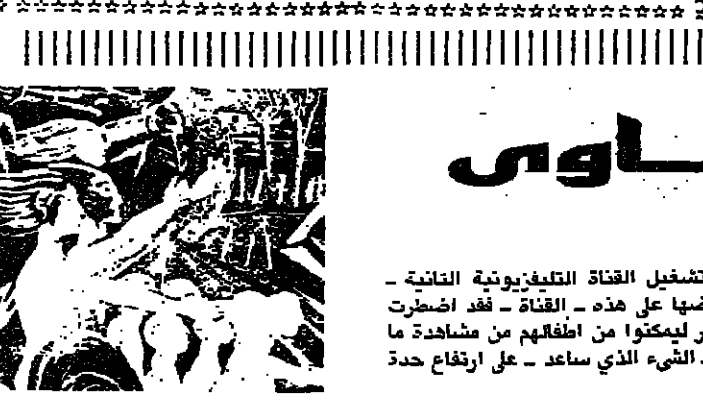 ـاوى
تشغيل القناة التليفزيونية الثانية –
على هذه – القناة – فقد اضطرت
ليمكنوا من اطفالهم من مشاهدة ما
الشيء الذي ساعد – على ارتفاع حدة